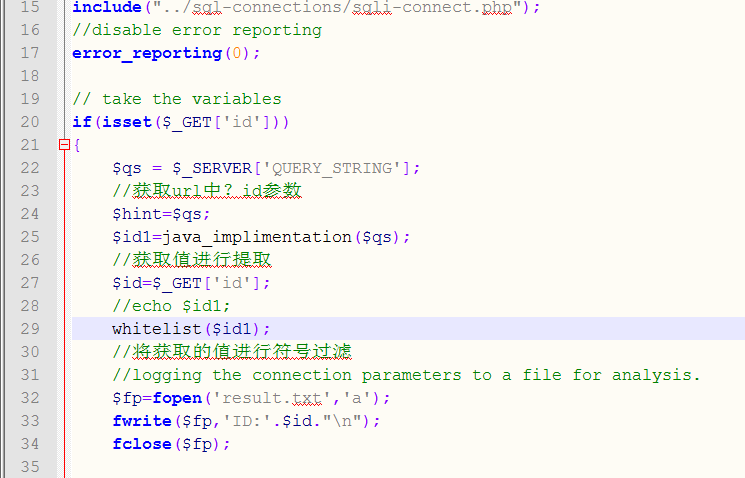 15 include("../sql-connections/sqli-connect.php");
16 //disable error reporting
17 error_reporting(0);
18
19 // take the variables
20 if(isset($_GET['id']))
21 {
22 $qs = $_SERVER['QUERY_STRING'];
23 //获取url中？id参数
24 $hint=$qs;
25 $id1=java_implimentation($qs);
26 //获取值进行提取
27 $id=$_GET['id'];
28 //echo $id1;
29 whitelist($id1);
30 //将获取的值进行符号过滤
31 //logging the connection parameters to a file for analysis.
32 $fp=fopen('result.txt','a');
33 fwrite($fp,'ID:'.$id."\n");
34 fclose($fp);
35